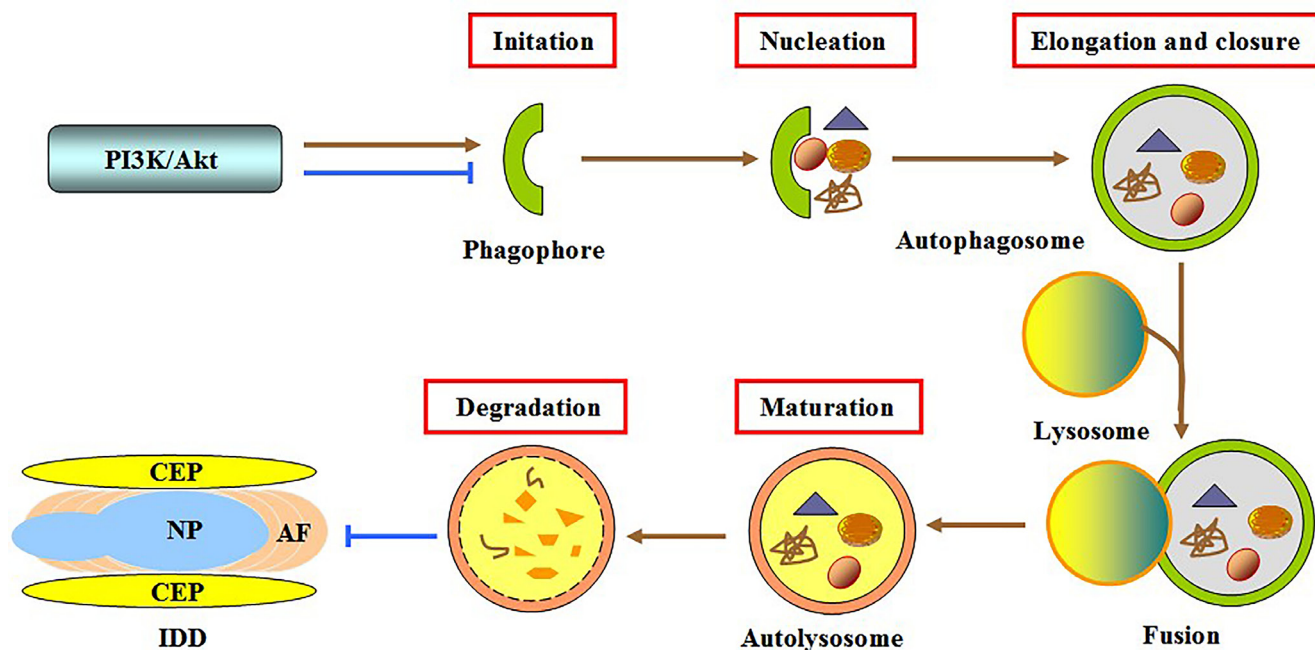 Initation
Nucleation
Elongation and closure
PI3K/Akt
Phagophore
Autophagosome
Lysosome
Degradation
Maturation
CEP
NP
AF
CEP
IDD
Autolysosome
Fusion